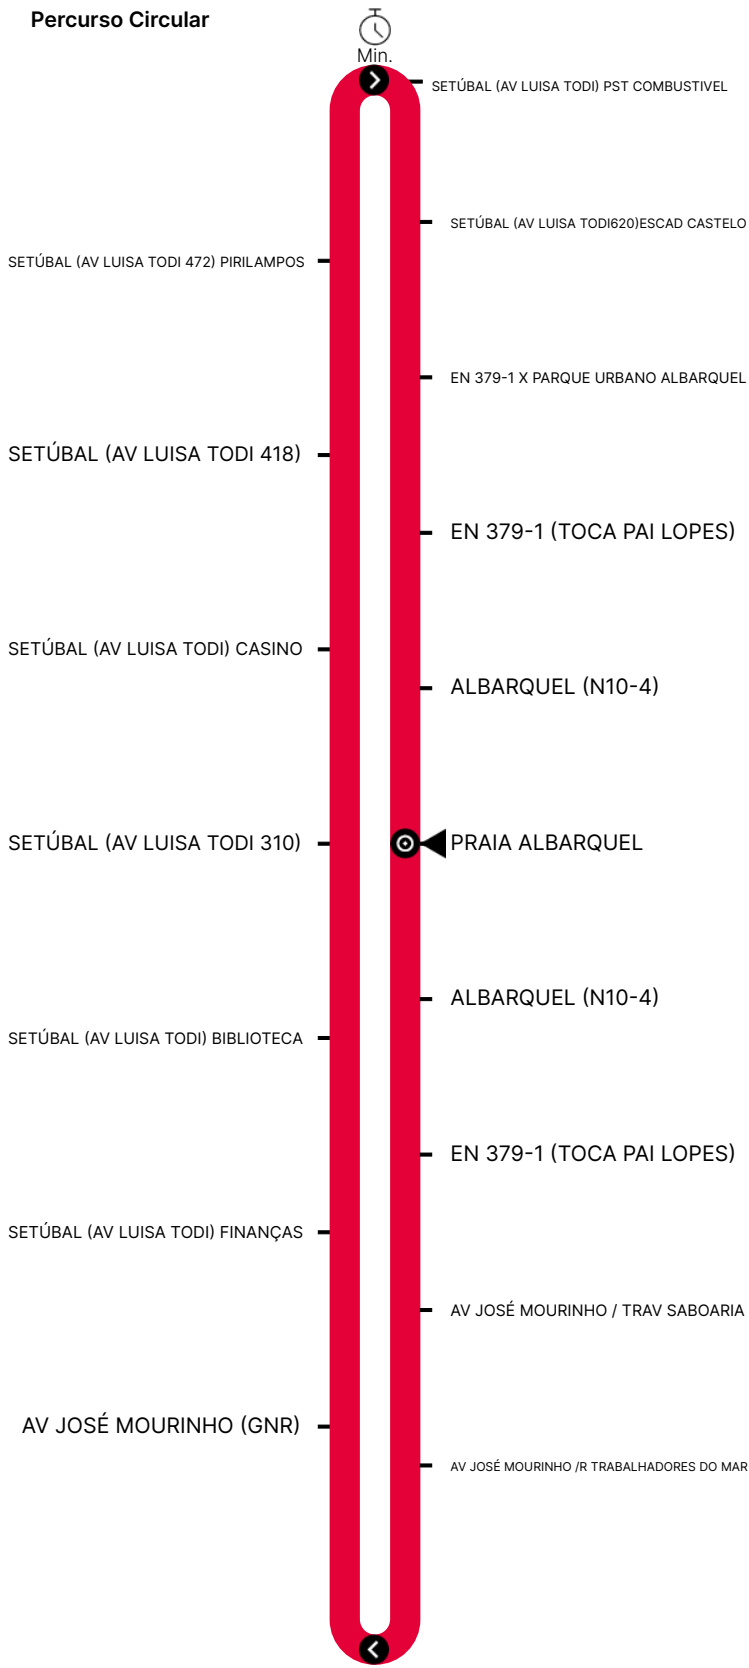 Percurso Circular
Min.
SETÚBAL (AV LUISA TODI) PST COMBUSTIVEL
SETÚBAL (AV LUISA TODI620)ESCAD CASTELO
SETÚBAL (AV LUISA TODI 472) PIRILAMPOS
EN 379-1 X PARQUE URBANO ALBARQUEL
SETÚBAL (AV LUISA TODI 418)
EN 379-1 (TOCA PAI LOPES)
SETÚBAL (AV LUISA TODI) CASINO
ALBARQUEL (N10-4)
SETÚBAL (AV LUISA TODI 310)
PRAIA ALBARQUEL
ALBARQUEL (N10-4)
SETÚBAL (AV LUISA TODI) BIBLIOTECA
EN 379-1 (TOCA PAI LOPES)
SETÚBAL (AV LUISA TODI) FINANÇAS
AV JOSÉ MOURINHO / TRAV SABOARIA
AV JOSÉ MOURINHO (GNR)
AV JOSÉ MOURINHO /R TRABALHADORES DO MAR